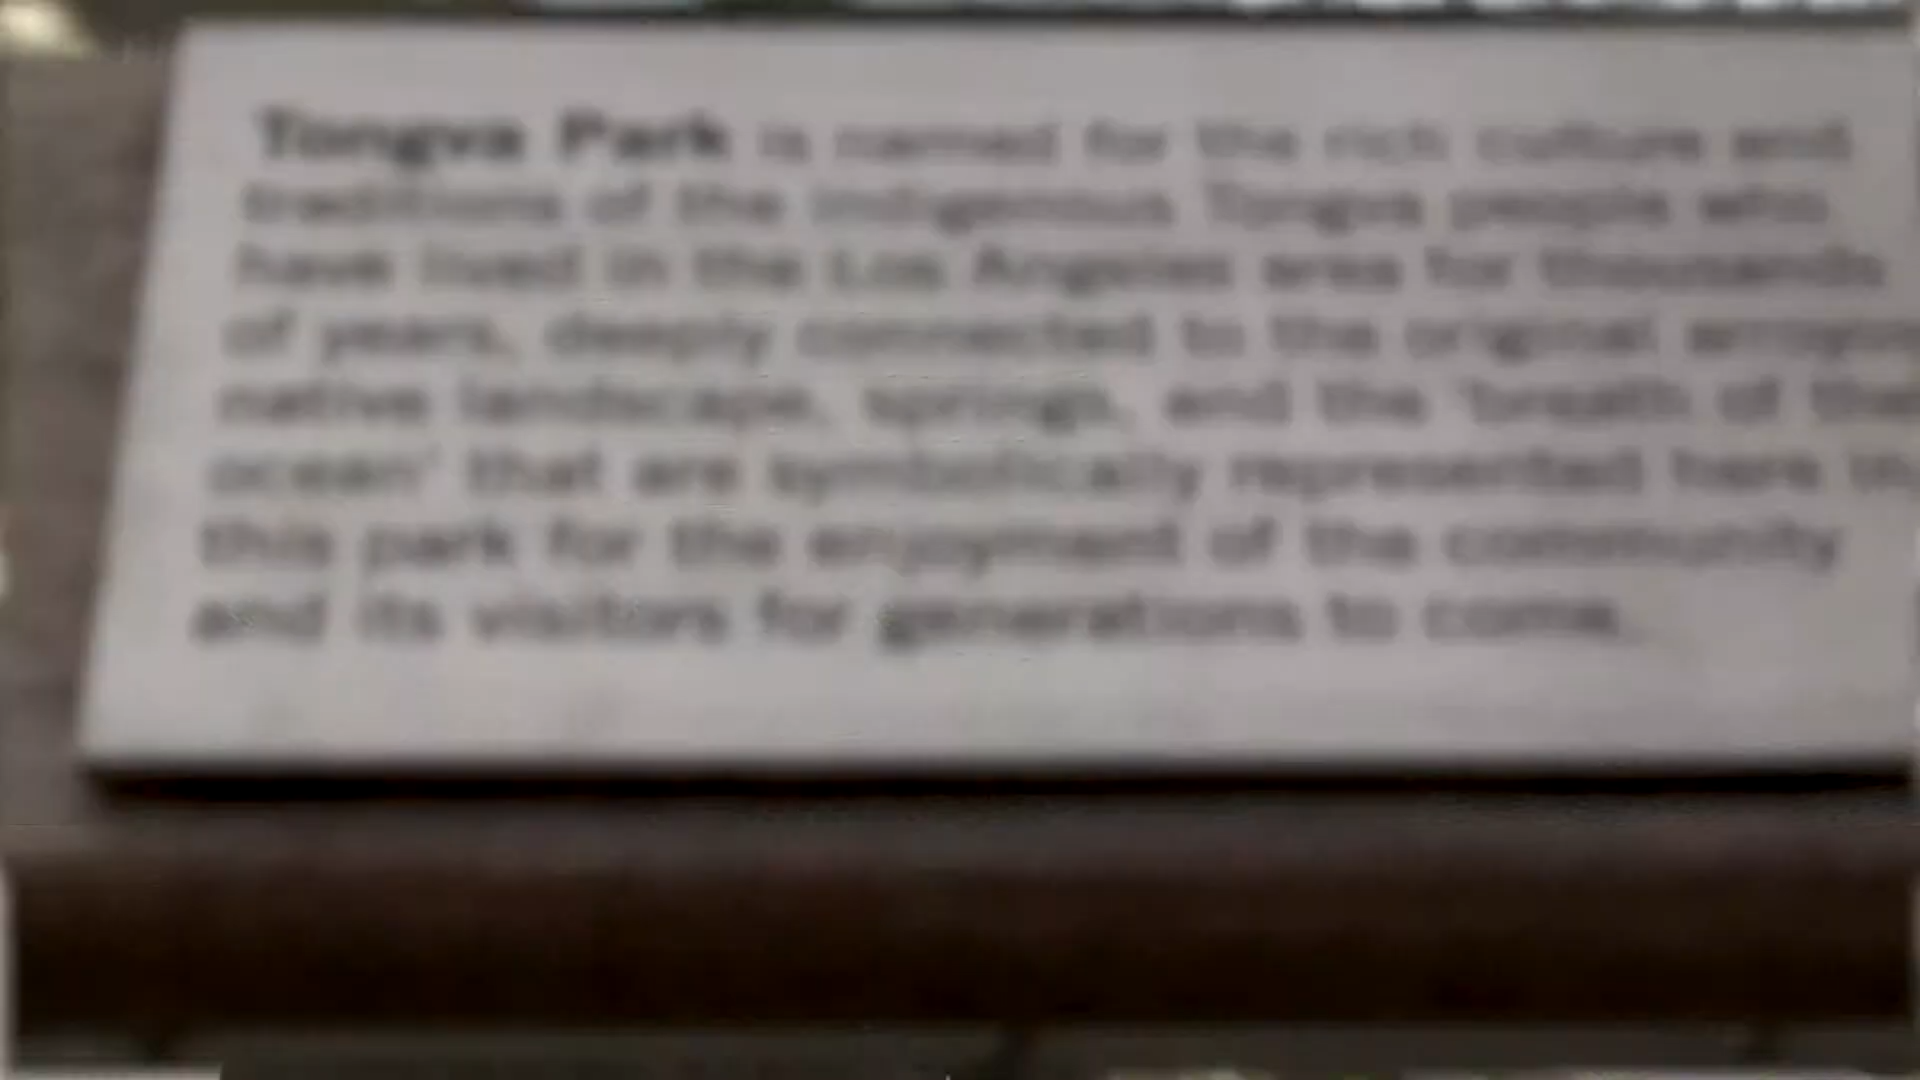 Tongva Park is named for the rich culture and
traditions of the indigenous Tongva people who
have lived in the Los Angeles area for thousands
of years, deeply connected to the original
native landscape, springs, and the 'breath of the
ocean' that are symbolically represented here in
this park for the enjoyment of the community
and its visitors for generations to come.